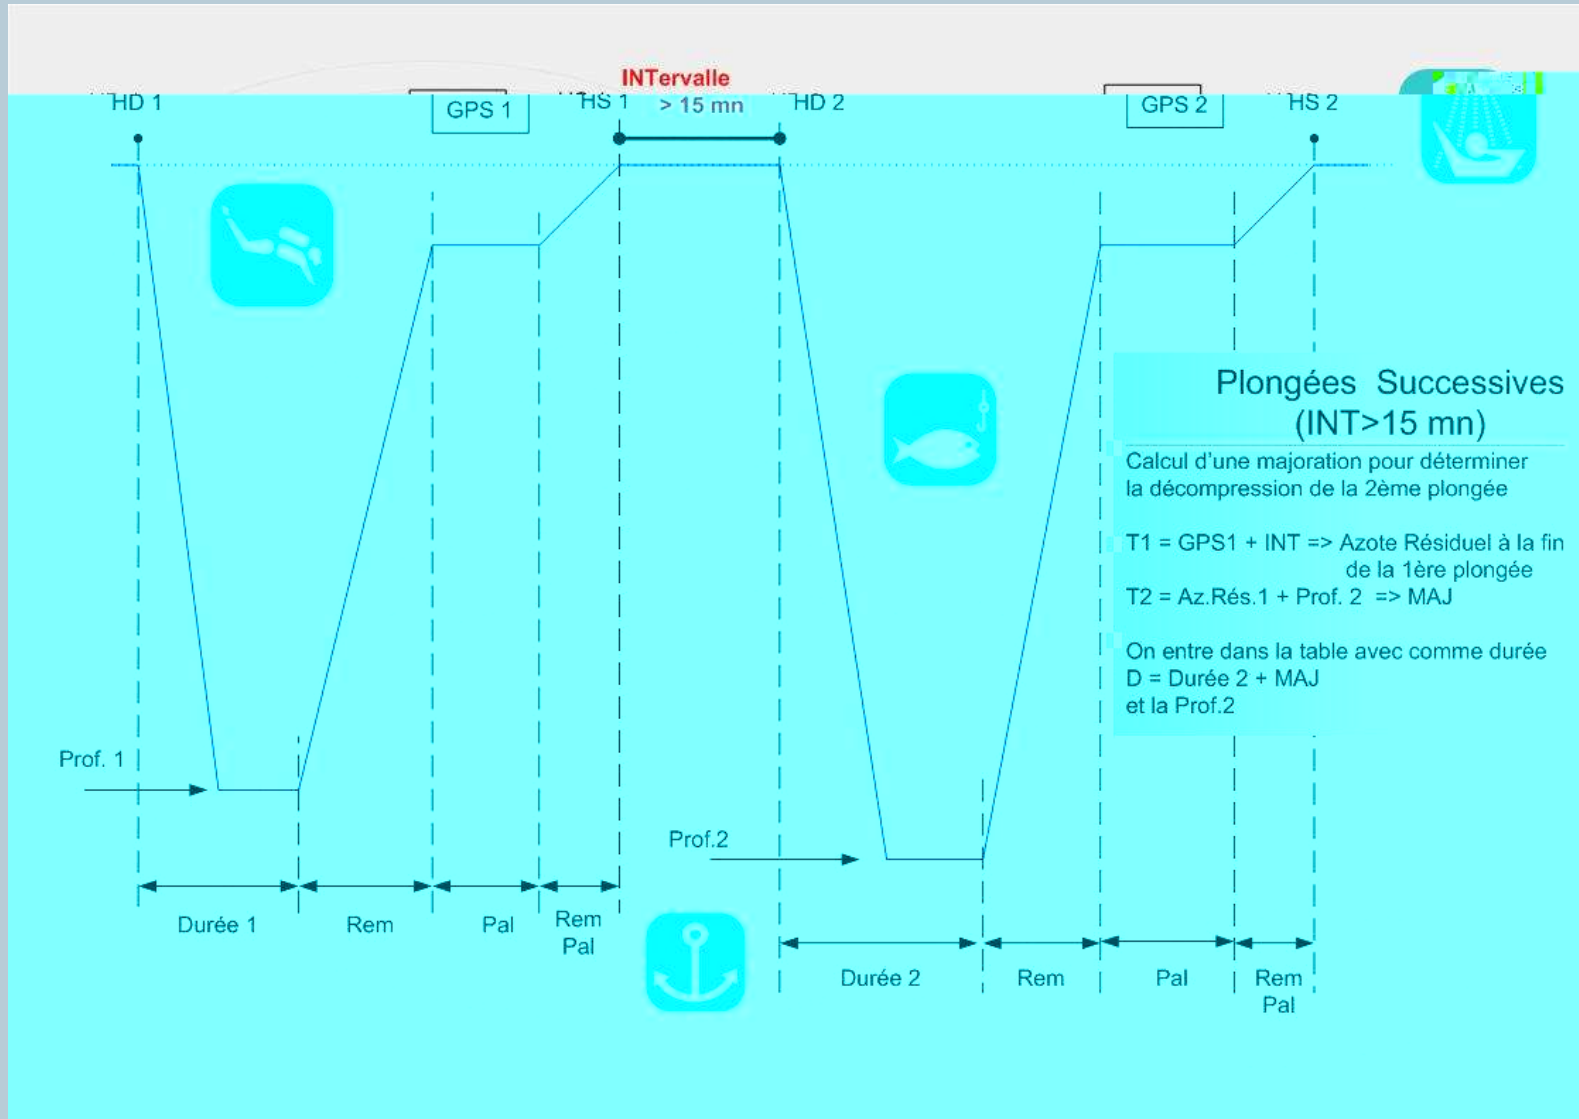 INTervalle
HD 1
GPS 1
HS 1
> 15 mn
HD 2
GPS 2
HS 2
Plongées Successives
(INT>15 mn)
Calcul d'une majoration pour déterminer
la décompression de la 2ème plongée
T1 = GPS1 + INT => Azote Résiduel à la fin
de la 1ère plongée
T2 = Az.Rés.1 + Prof. 2 => MAJ
On entre dans la table avec comme durée
D = Durée 2 + MAJ
et la Prof.2
Prof. 1
Prof.2
Durée 1
Rem
Pal
Rem
Pal
Durée 2
Rem
Pal
Rem
Pal